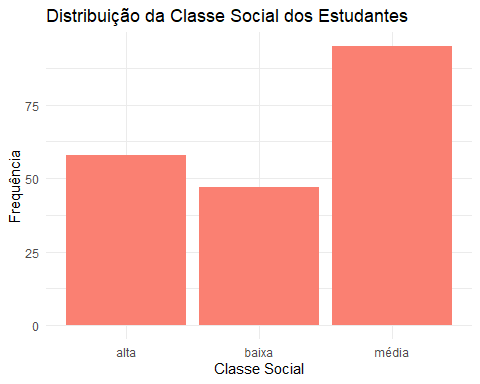 Distribuição da Classe Social dos Estudantes
Frequência
75
50
25
0
alta baixa média
Classe Social